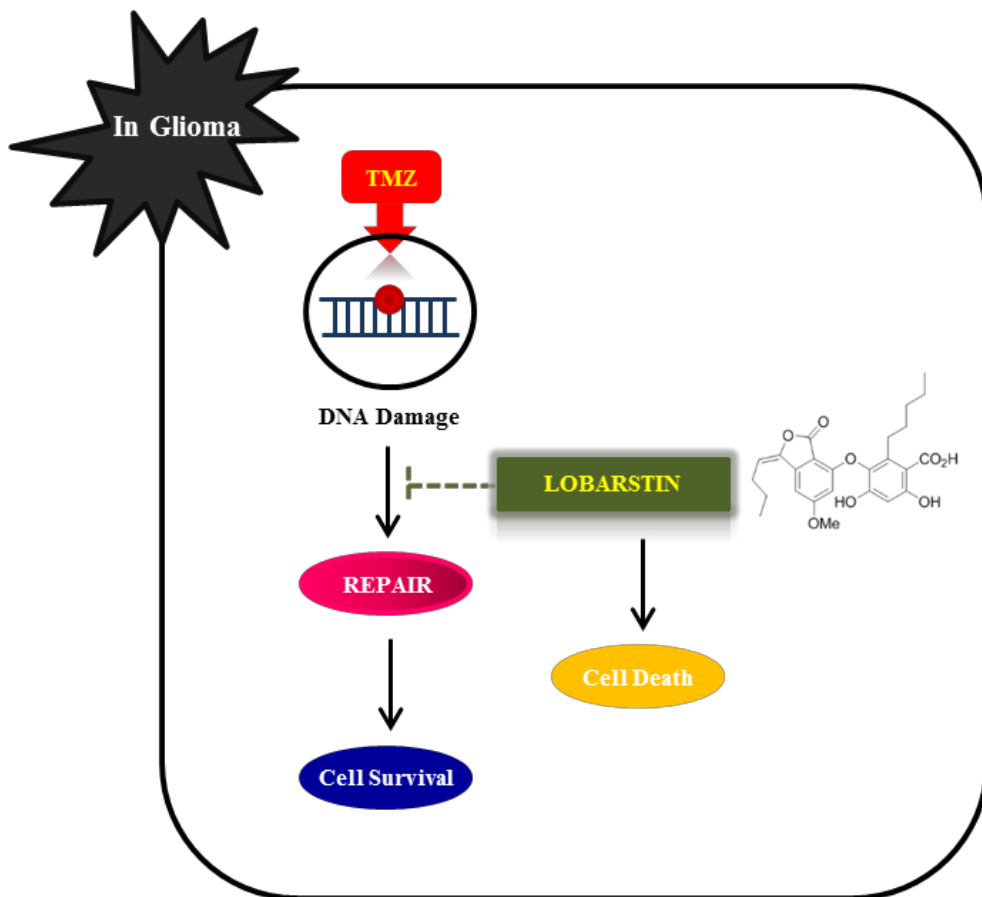 In Glioma
TMZ
DNA Damage
LOBARSTIN
O
O
O
CO₂H
HO
OH
OMe
REPAIR
Cell Death
Cell Survival